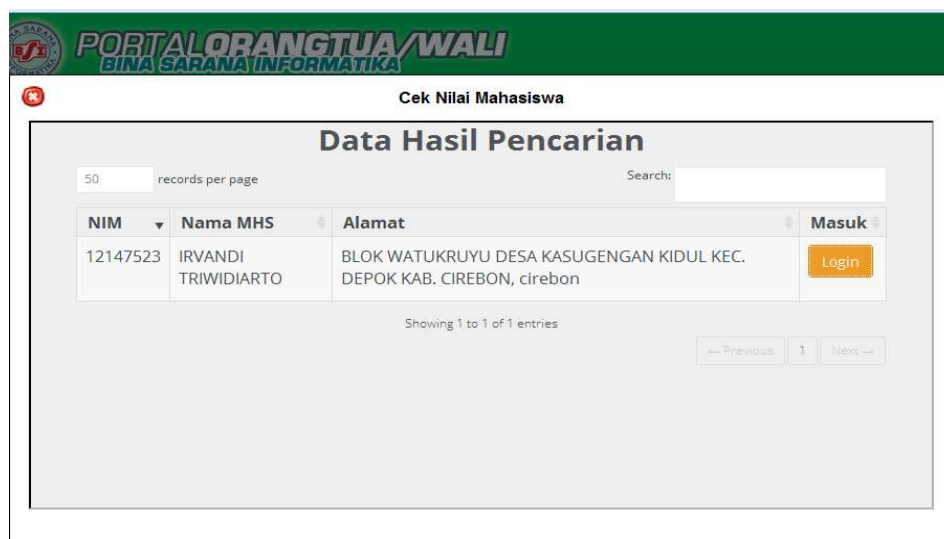 PORTALORANGTUA/WALI
BINA SARANA INFORMATIKA
BSI
Cek Nilai Mahasiswa
Data Hasil Pencarian
50 records per page Search:
NIM Nama MHS Alamat Masuk
12147523 IRVANDI BLOK WATUKRUYU DESA KASUGENGAN KIDUL KEC. Login
TRIWIDIARTO DEPOK KAB. CIREBON, cirebon
Showing 1 to 1 of 1 entries
← Previous 1 Next →